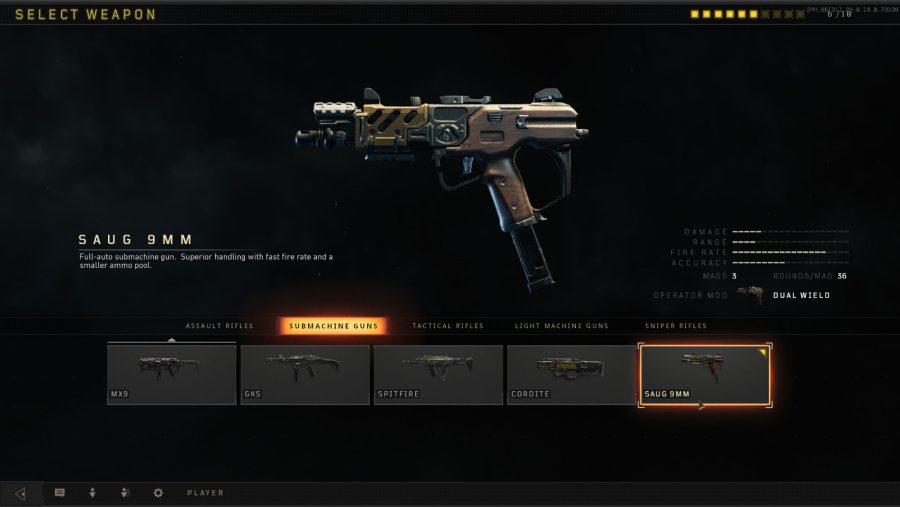 SELECT WEAPON
6/10
SAUG 9MM
Full-auto submachine gun. Superior handling with fast fire rate and a
smaller ammo pool.
DAMAGE
RANGE
FIRE RATE
ACCURACY
MAGS 3 ROUNDS/MAG 36
OPERATOR MOD DUAL WIELD
ASSAULT RIFLES SUBMACHINE GUNS TACTICAL RIFLES LIGHT MACHINE GUNS SNIPER RIFLES
MX9 GKS SPITFIRE CORDITE SAUG 9MM
PLAYER